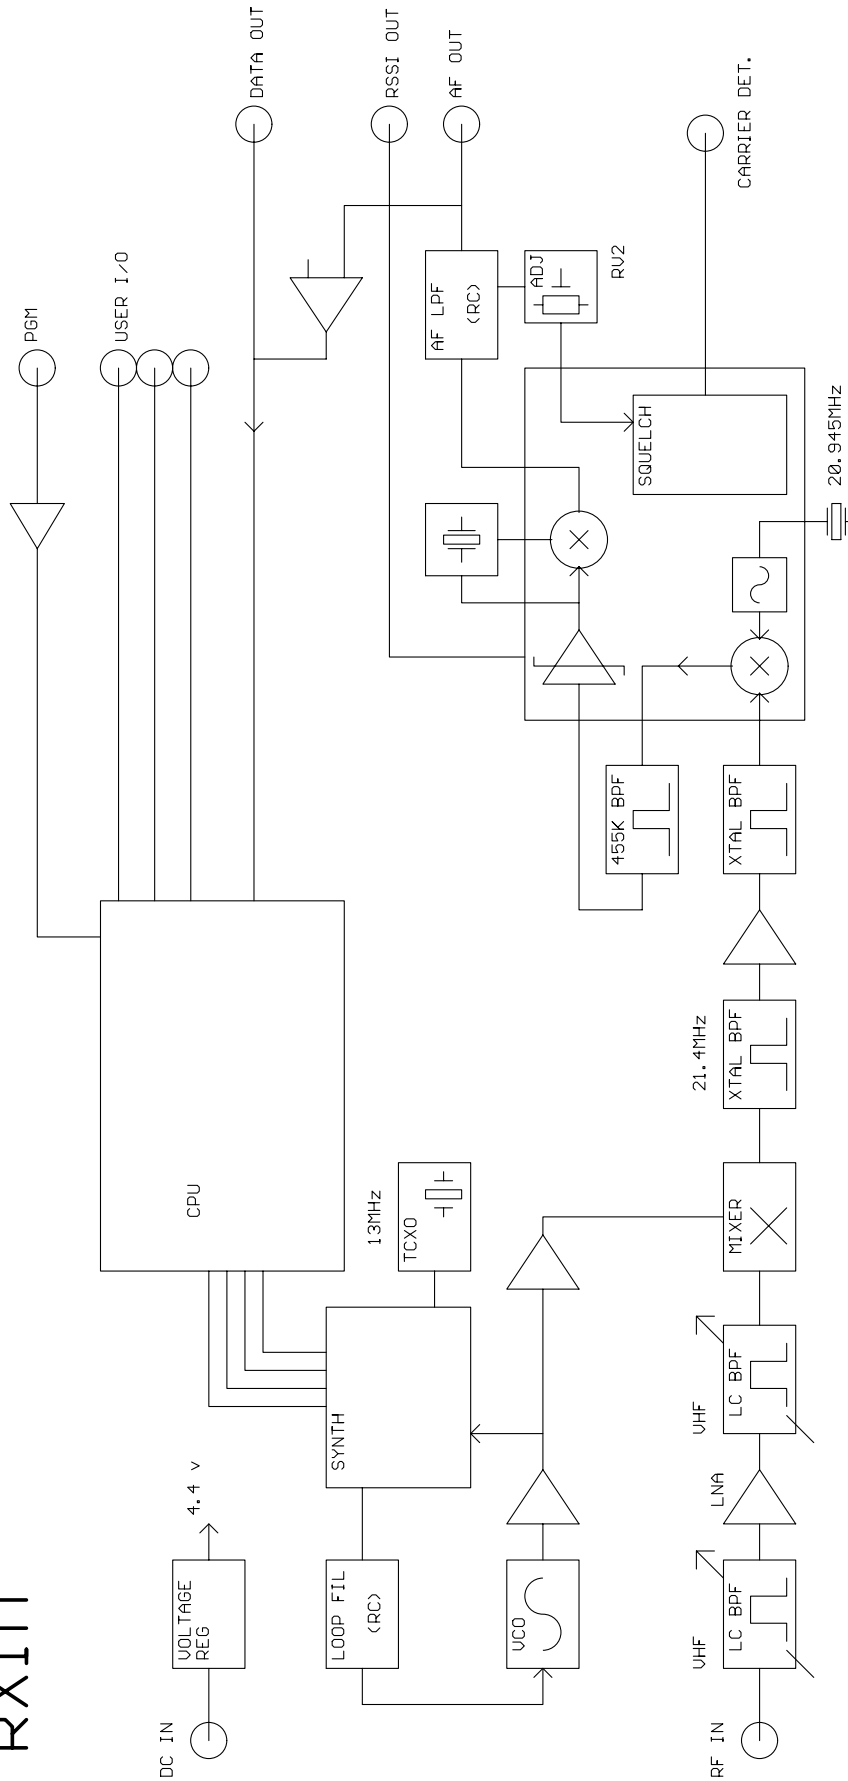 RX1M
PGM
USER I/O
DC IN
VOLTAGE
REG
4.4 V
CPU
DATA OUT
LOOP FIL
(RC)
SYNTH
13MHz
TCXO
RSSI OUT
AF OUT
AF LPF
(RC)
VCO
ADJ
RV2
455K BPF
SQUELCH
CARRIER DET.
RF IN
VHF
LC BPF
LNA
VHF
LC BPF
MIXER
21.4MHz
XTAL BPF
XTAL BPF
20.945MHz